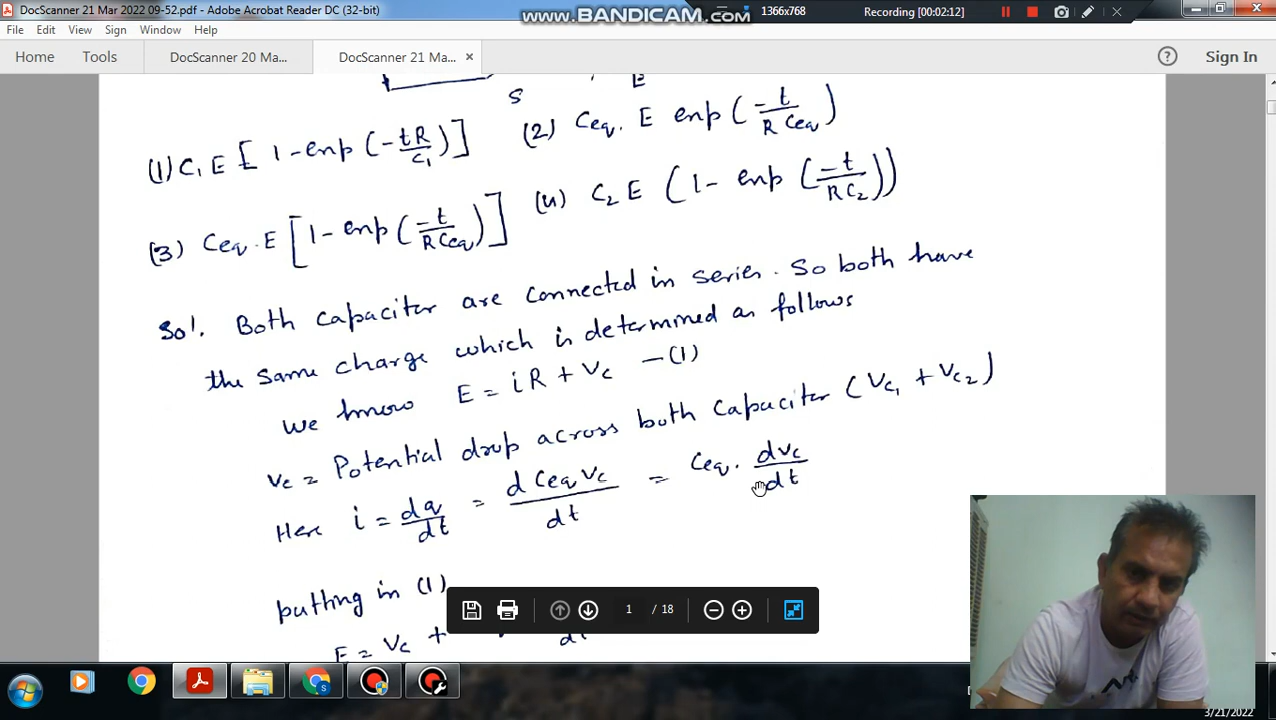 DocScanner 21 Mar 2022 09-52.pdf - Adobe Acrobat Reader DC (32-bit)
www.BANDICAM.com
1366x768
Recording [00:02:12]
File Edit View Sign Window Help
Home Tools DocScanner 20 Ma... DocScanner 21 Ma... × ? Sign In
S E
(1) C₁ E [ 1-exp (-tR/C₁) ] (2) Ceq. E exp (-t/R Ceq)
(3) Ceq. E [ 1-exp (-t/R Ceq) ] (4) C₂ E ( 1- exp (-t/R C₂))
Sol. Both capacitor are connected in series. So both have
the same charge which is determined as follows
we know E = iR + Vc —(1)
Vc = Potential drop across both capacitor (Vc₁ + Vc₂)
Here i = dq/dt = d Ceq Vc/dt = Ceq. dVc/dt
putting in (1)
E = Vc +
1 / 18
3/21/2022